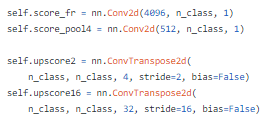 self.score_fr = nn.Conv2d(4096, n_class, 1)
self.score_pool4 = nn.Conv2d(512, n_class, 1)
self.upscore2 = nn.ConvTranspose2d(
n_class, n_class, 4, stride=2, bias=False)
self.upscore16 = nn.ConvTranspose2d(
n_class, n_class, 32, stride=16, bias=False)